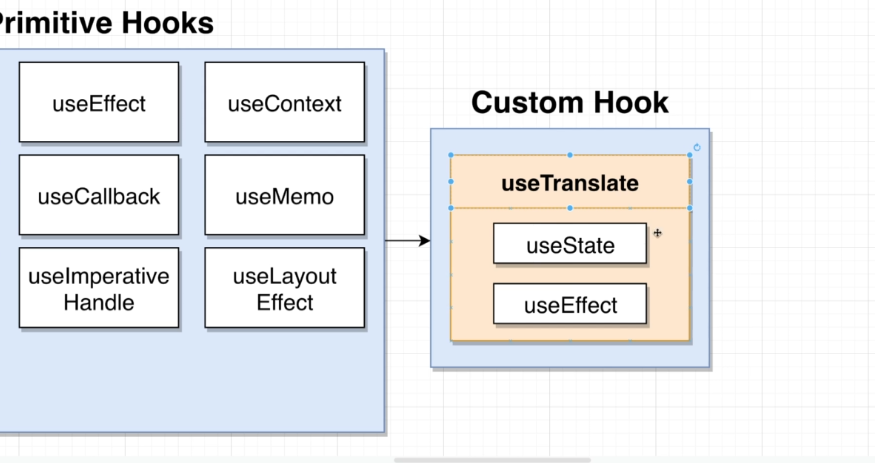 Primitive Hooks
useEffect
useContext
useCallback
useMemo
useImperative
Handle
useLayout
Effect
Custom Hook
useTranslate
useState
useEffect